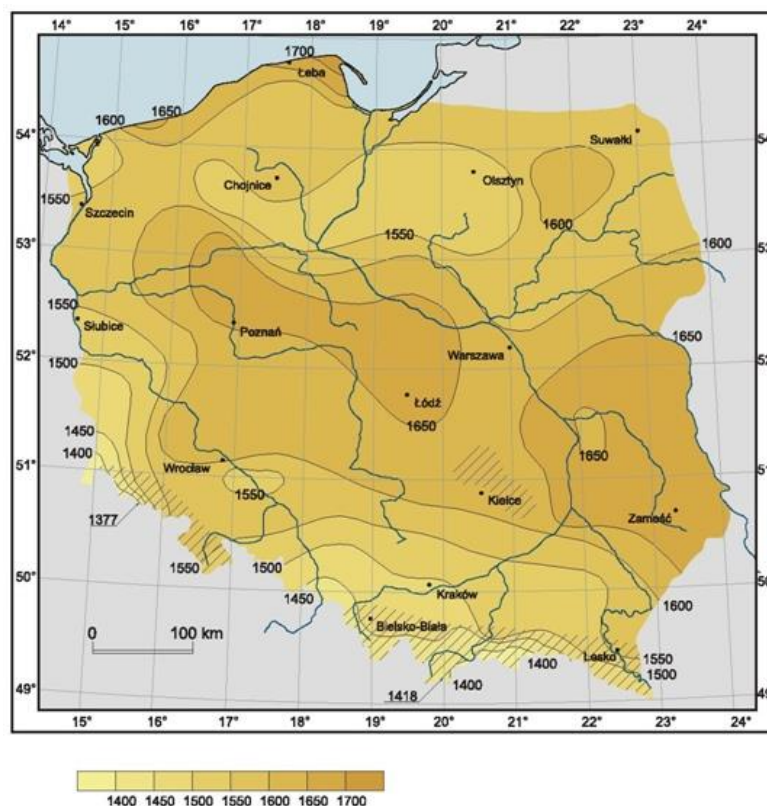 14° 15° 16° 17° 18° 19° 20° 21° 22° 23°
1700
Łeba
1650
1600
54°
Suwałki
Chojnice
Olsztyn
1550
Szczecin
1600
53°
1550
1600
1550
Słubice
Poznań
1650
52°
Warszawa
1500
Łódź
1650
1450
1650
51°
1400
Wrocław
1550
Kielce
Zamość
1377
1550
1500
50°
1450
Kraków
1600
0 100 km
Bielsko-Biała
Lesko
1550
1400
1500
49°
1418
1400
15° 16° 17° 18° 19° 20° 21° 22° 23° 24°
1400 1450 1500 1550 1600 1650 1700